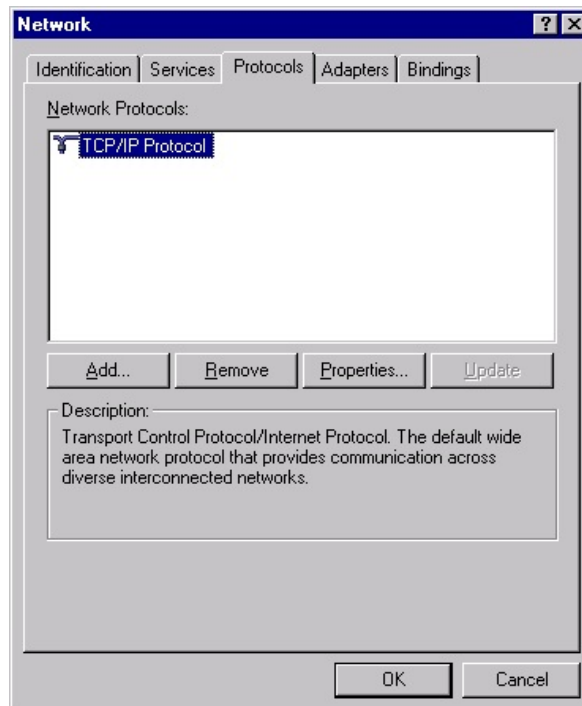 Network
Identification Services Protocols Adapters Bindings
Network Protocols:
TCP/IP Protocol
Add... Remove Properties... Update
Description:
Transport Control Protocol/Internet Protocol. The default wide
area network protocol that provides communication across
diverse interconnected networks.
OK Cancel